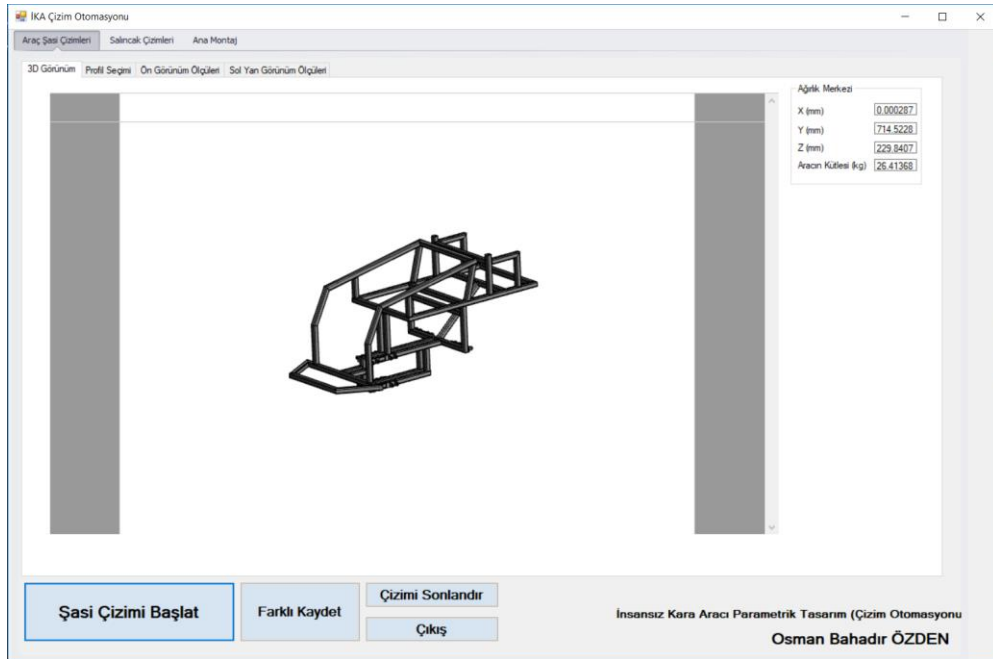 İKA Çizim Otomasyonu
Araç Şasi Çizimleri Salıncak Çizimleri Ana Montaj
3D Görünüm Profil Seçimi Ön Görünüm Ölçüleri Sol Yan Görünüm Ölçüleri
Ağırlık Merkezi
X (mm) 0.000287
Y (mm) 714.5228
Z (mm) 229.8407
Aracın Kütlesi (kg) 26.41368
Şasi Çizimi Başlat
Farklı Kaydet
Çizimi Sonlandır
Çıkış
İnsansız Kara Aracı Parametrik Tasarım (Çizim Otomasyonu
Osman Bahadır ÖZDEN